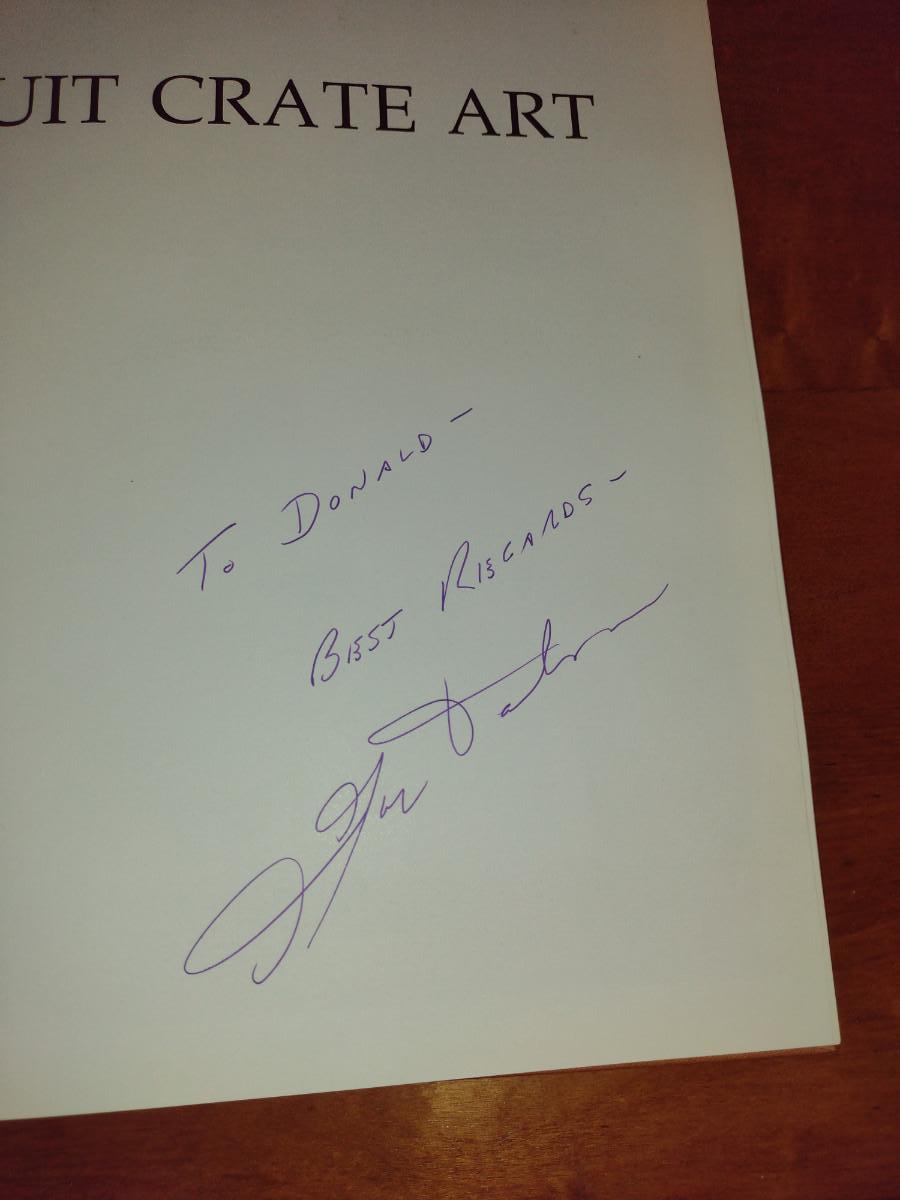 UIT CRATE ART
To DONALD-
BEST REGARDS-